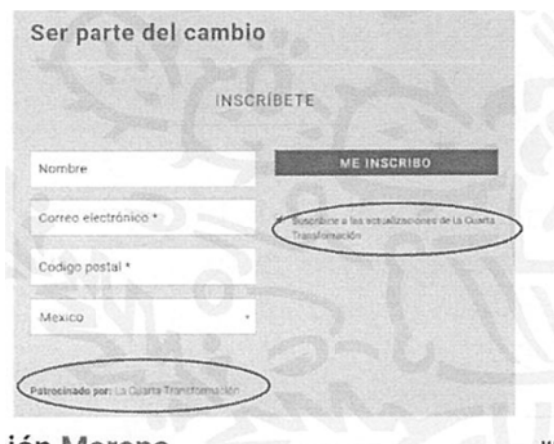 Ser parte del cambio
INSCRÍBETE
Nombre
Correo electrónico *
Codigo postal *
Mexico
ME INSCRIBO
Suscribirse a las actualizaciones de La Cuarta
Transformación
Patrocinado por: La Cuarta Transformación
ión Morena